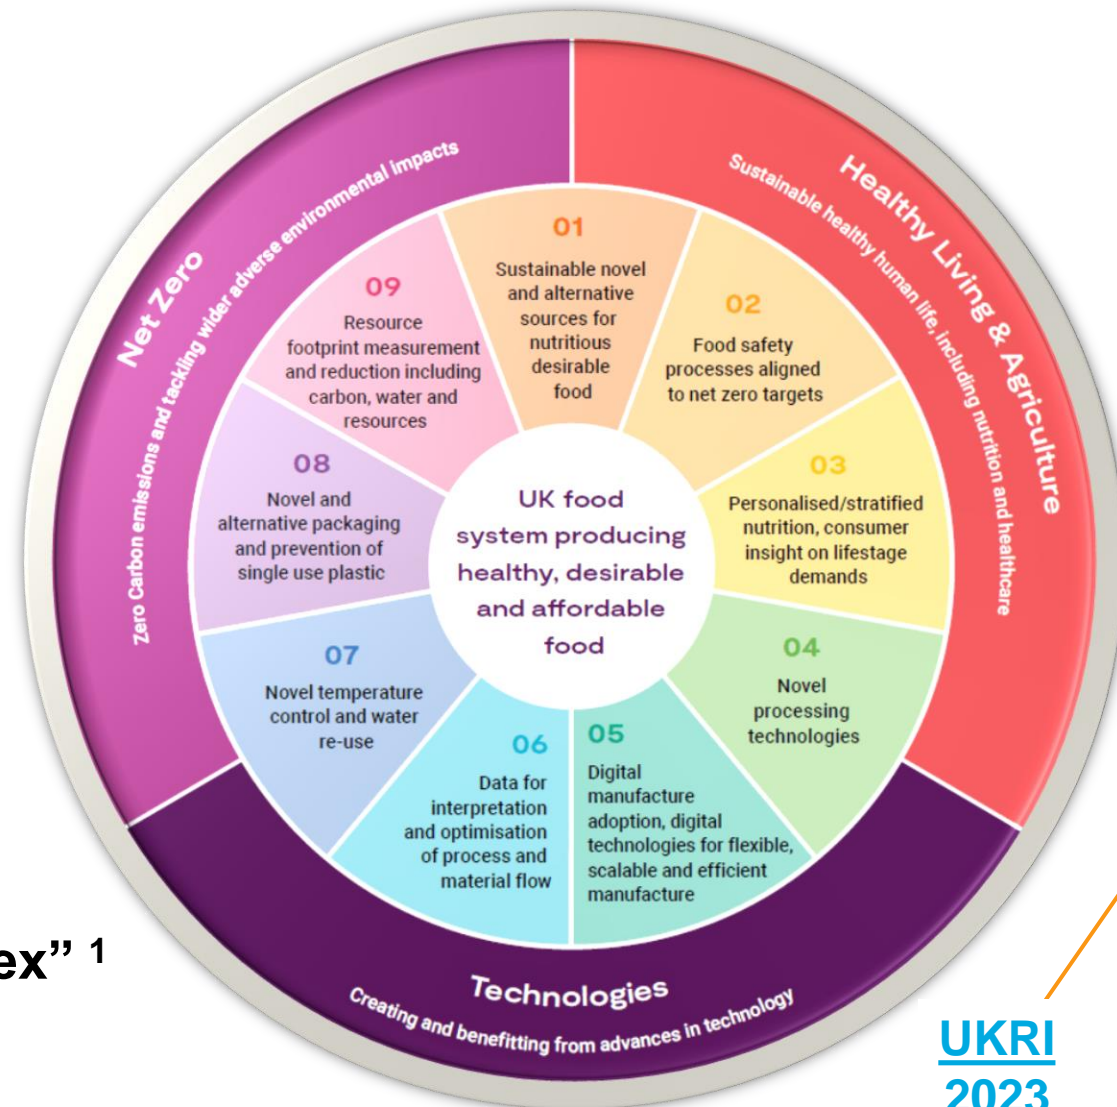 Net Zero
Zero Carbon emissions and tackling wider adverse environmental impacts
Healthy Living & Agriculture
Sustainable healthy human life, including nutrition and healthcare
01
Sustainable novel
and alternative
sources for
nutritious
desirable
food
02
Food safety
processes aligned
to net zero targets
03
Personalised/stratified
nutrition, consumer
insight on lifestage
demands
04
Novel
processing
technologies
05
Digital
manufacture
adoption, digital
technologies for flexible,
scalable and efficient
manufacture
06
Data for
interpretation
and optimisation
of process and
material flow
07
Novel temperature
control and water
re-use
08
Novel and
alternative packaging
and prevention of
single use plastic
09
Resource
footprint measurement
and reduction including
carbon, water and
resources
UK food
system producing
healthy, desirable
and affordable
food
Technologies
Creating and benefitting from advances in technology
ex” 1
UKRI
2023